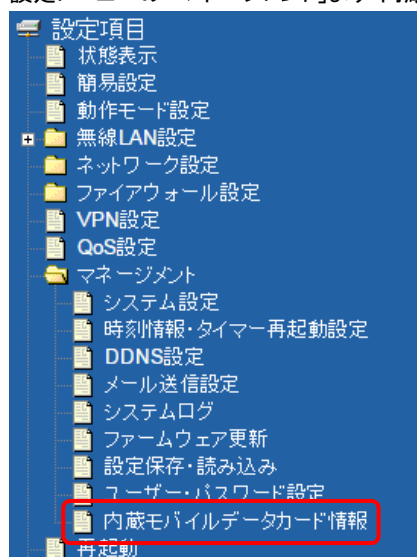 設定項目
状態表示
簡易設定
動作モード設定
無線LAN設定
ネットワーク設定
ファイアウォール設定
VPN設定
QoS設定
マネージメント
システム設定
時刻情報・タイマー再起動設定
DDNS設定
メール送信設定
システムログ
ファームウェア更新
設定保存・読み込み
ユーザー・パスワード設定
内蔵モバイルデータカード情報
再起動